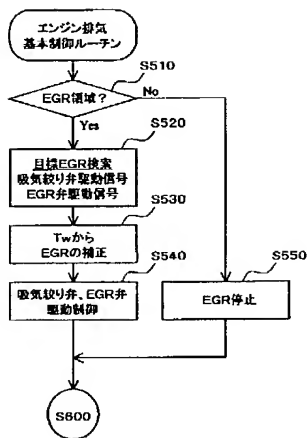 エンジン排気
基本制御ルーチン
S510
EGR領域？
No
Yes
S520
目標EGR検索
吸気絞り弁駆動信号
EGR弁駆動信号
S530
Twから
EGRの補正
S540
吸気絞り弁、EGR弁
駆動制御
S550
EGR停止
S600